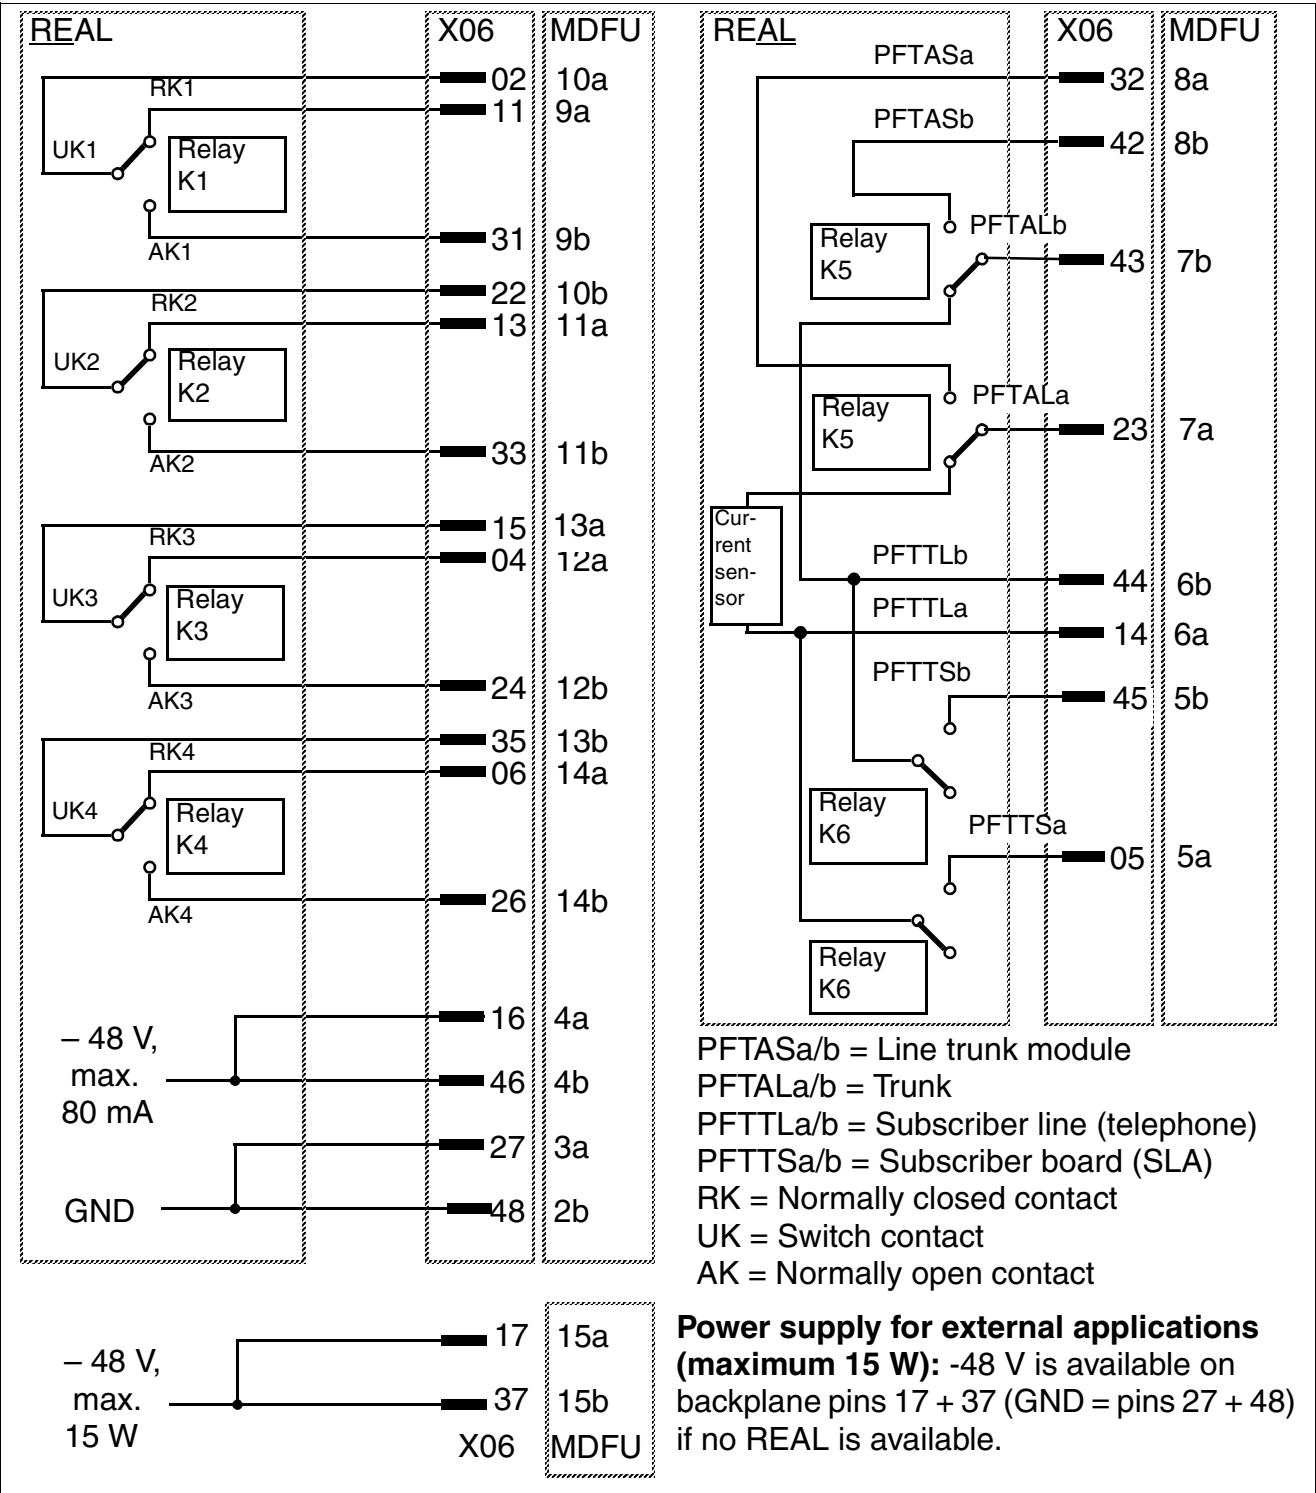 REAL X06 MDFU
RK1 02 10a
11 9a
UK1 Relay
K1
AK1 31 9b
RK2 22 10b
13 11a
UK2 Relay
K2
AK2 33 11b
RK3 15 13a
04 12a
UK3 Relay
K3
AK3 24 12b
RK4 35 13b
06 14a
UK4 Relay
K4
AK4 26 14b
– 48 V, 16 4a
max. 46 4b
80 mA
27 3a
GND 48 2b
– 48 V, 17 15a
max. 37 15b
15 W X06 MDFU
REAL X06 MDFU
PFTASa 32 8a
PFTASb 42 8b
Relay PFTALb
K5 43 7b
Relay PFTALa
K5 23 7a
Cur-
rent
sen-
sor
PFTTLb 44 6b
PFTTLa 14 6a
PFTTSb 45 5b
Relay
K6
PFTTSa 05 5a
Relay
K6
PFTASa/b = Line trunk module
PFTALa/b = Trunk
PFTTLa/b = Subscriber line (telephone)
PFTTSa/b = Subscriber board (SLA)
RK = Normally closed contact
UK = Switch contact
AK = Normally open contact
Power supply for external applications
(maximum 15 W): -48 V is available on
backplane pins 17 + 37 (GND = pins 27 + 48)
if no REAL is available.